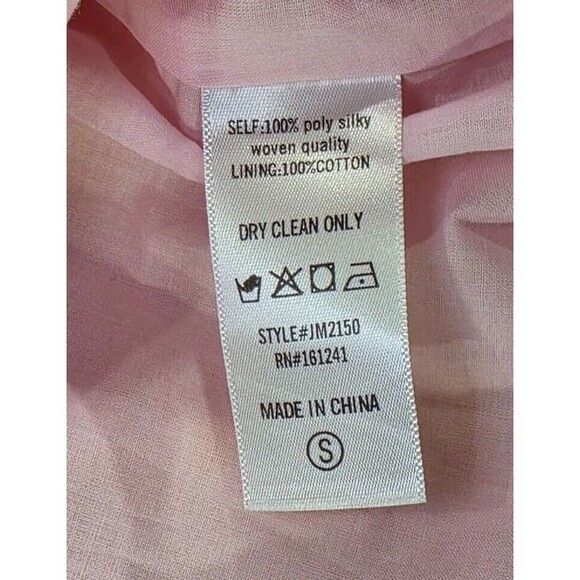 SELF:100% poly silky
woven quality
LINING:100%COTTON
DRY CLEAN ONLY
STYLE#JM2150
RN#161241
MADE IN CHINA
S